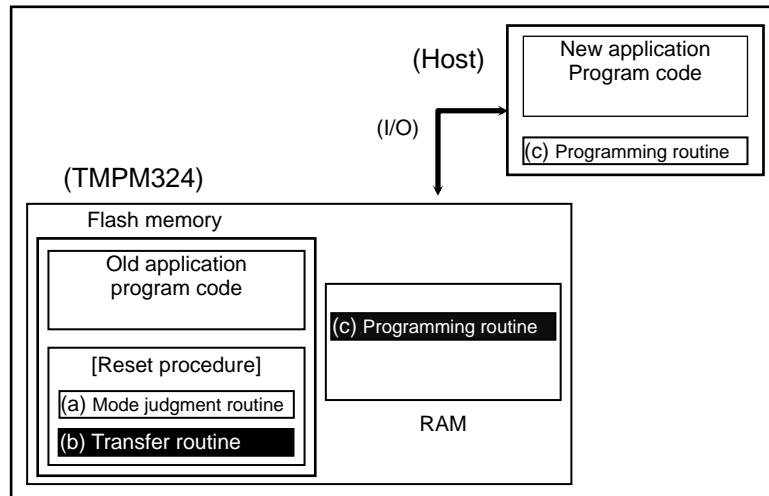 (Host)
New application
Program code
(I/O)
(c) Programming routine
(TMPM324)
Flash memory
Old application
program code
(c) Programming routine
[Reset procedure]
(a) Mode judgment routine
(b) Transfer routine
RAM